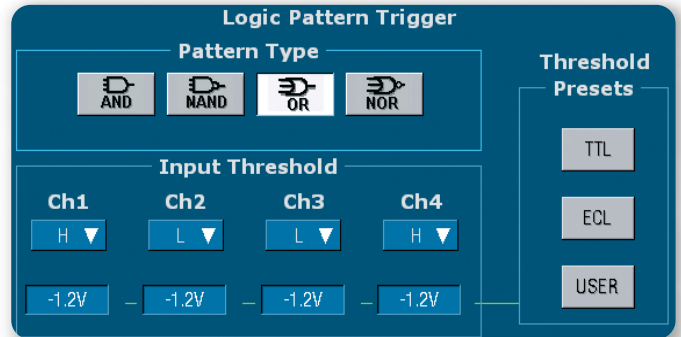 Logic Pattern Trigger
Pattern Type
AND NAND OR NOR
Threshold
Presets
TTL
ECL
USER
Input Threshold
Ch1 Ch2 Ch3 Ch4
H L L H
-1.2V -1.2V -1.2V -1.2V